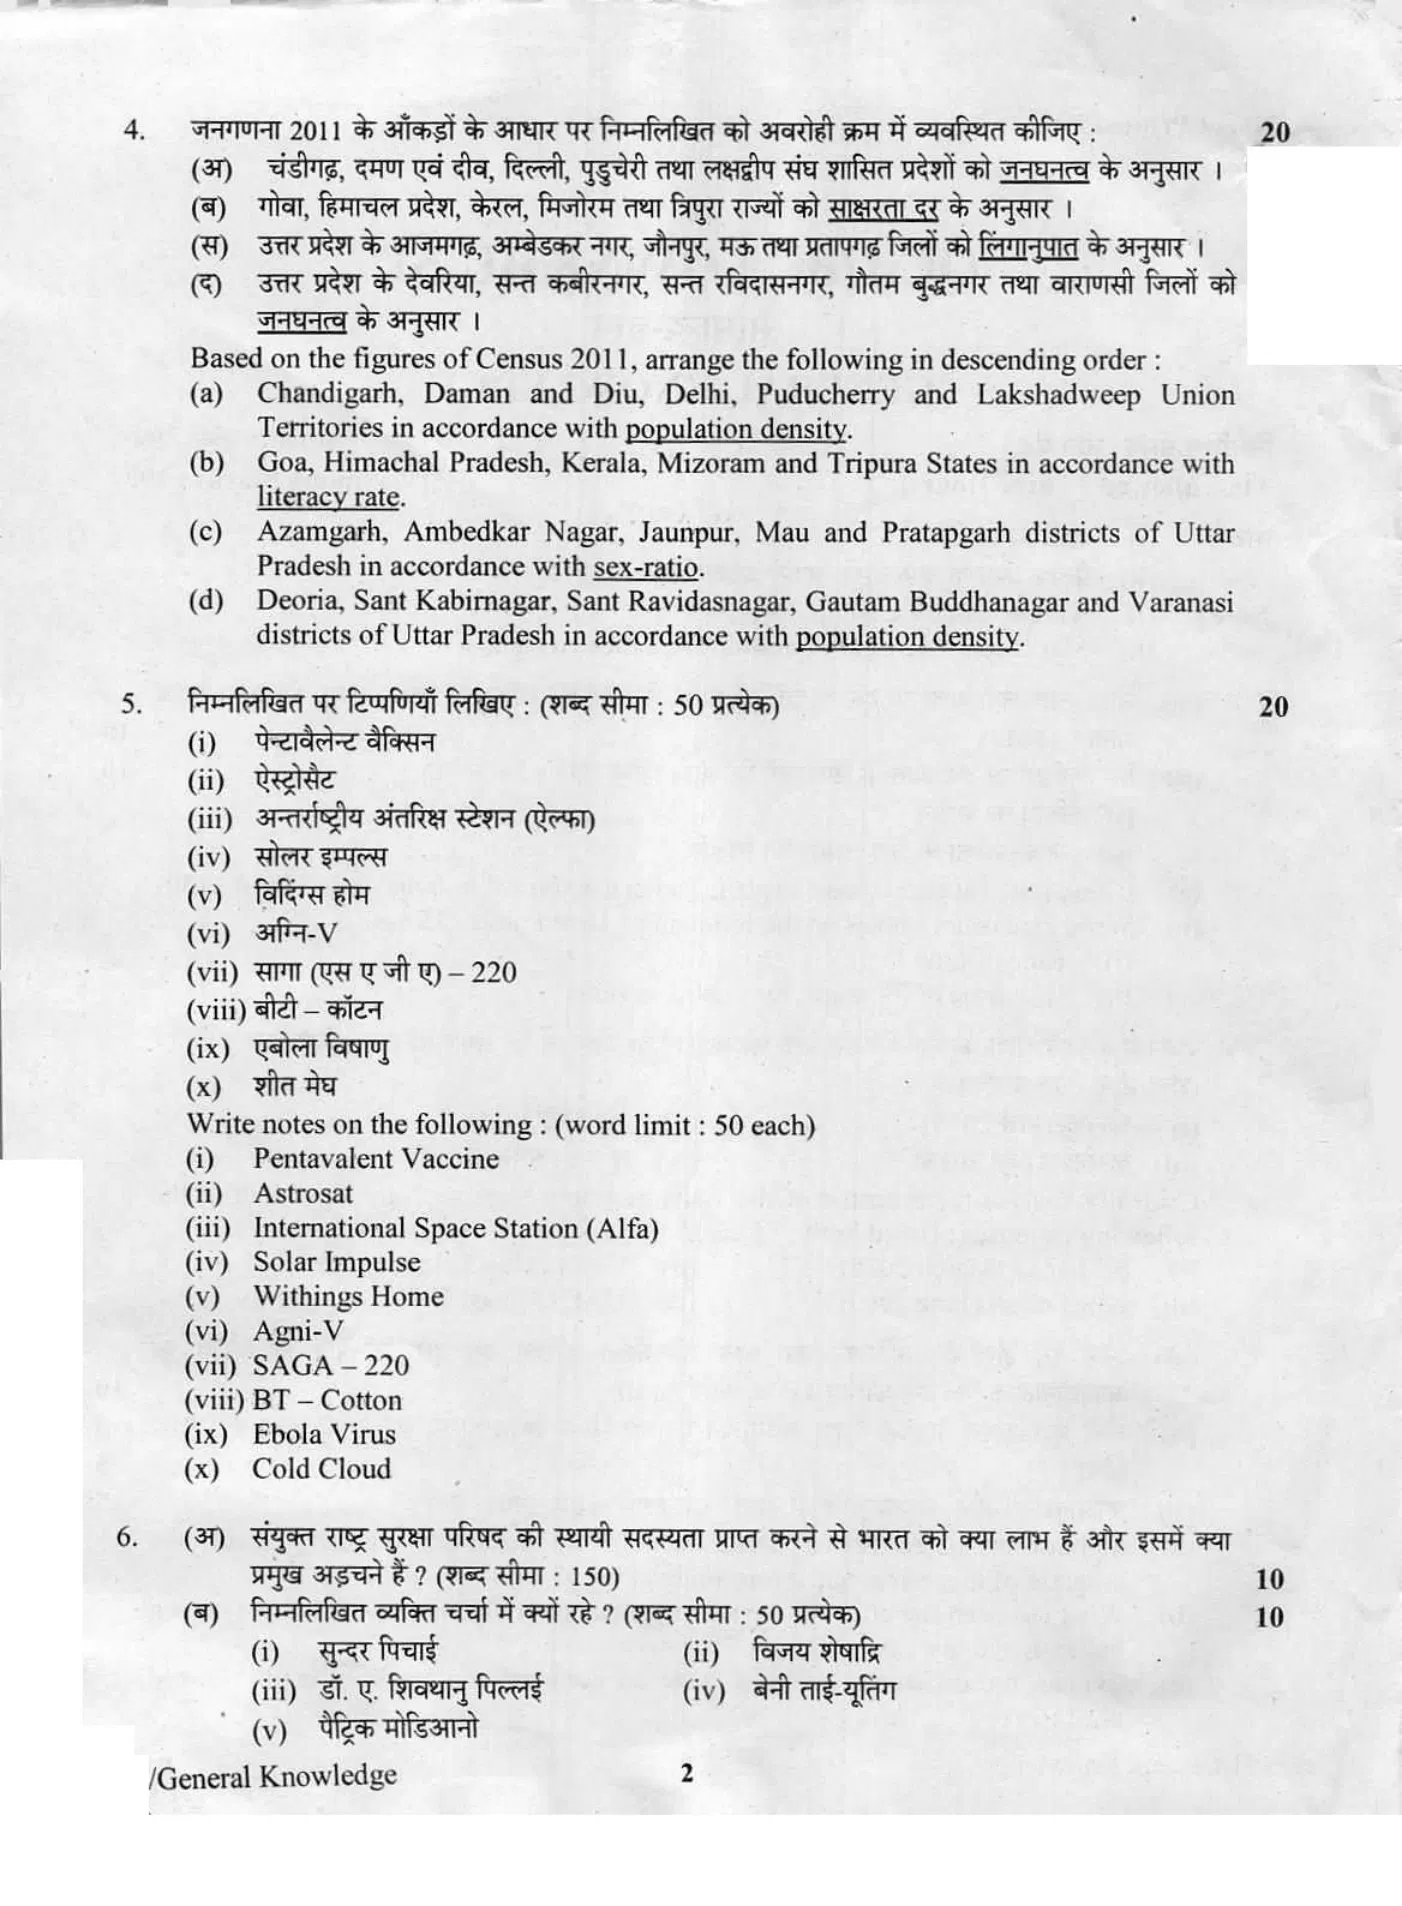 4. जनगणना 2011 के आँकड़ों के आधार पर निम्नलिखित को अवरोही क्रम में व्यवस्थित कीजिए : 20
(अ) चंडीगढ़, दमण एवं दीव, दिल्ली, पुडुचेरी तथा लक्षद्वीप संघ शासित प्रदेशों को जनघनत्व के अनुसार ।
(ब) गोवा, हिमाचल प्रदेश, केरल, मिजोरम तथा त्रिपुरा राज्यों को साक्षरता दर के अनुसार ।
(स) उत्तर प्रदेश के आजमगढ़, अम्बेडकर नगर, जौनपुर, मऊ तथा प्रतापगढ़ जिलों को लिंगानुपात के अनुसार ।
(द) उत्तर प्रदेश के देवरिया, सन्त कबीरनगर, सन्त रविदासनगर, गौतम बुद्धनगर तथा वाराणसी जिलों को
जनघनत्व के अनुसार ।
Based on the figures of Census 2011, arrange the following in descending order :
(a) Chandigarh, Daman and Diu, Delhi, Puducherry and Lakshadweep Union
Territories in accordance with population density.
(b) Goa, Himachal Pradesh, Kerala, Mizoram and Tripura States in accordance with
literacy rate.
(c) Azamgarh, Ambedkar Nagar, Jaunpur, Mau and Pratapgarh districts of Uttar
Pradesh in accordance with sex-ratio.
(d) Deoria, Sant Kabirnagar, Sant Ravidasnagar, Gautam Buddhanagar and Varanasi
districts of Uttar Pradesh in accordance with population density.
5. निम्नलिखित पर टिप्पणियाँ लिखिए : (शब्द सीमा : 50 प्रत्येक) 20
(i) पेन्टावैलेन्ट वैक्सिन
(ii) ऐस्ट्रोसैट
(iii) अन्तर्राष्ट्रीय अंतरिक्ष स्टेशन (ऐल्फा)
(iv) सोलर इम्पल्स
(v) विदिंग्स होम
(vi) अग्नि-V
(vii) सागा (एस ए जी ए) – 220
(viii) बीटी – कॉटन
(ix) एबोला विषाणु
(x) शीत मेघ
Write notes on the following : (word limit : 50 each)
(i) Pentavalent Vaccine
(ii) Astrosat
(iii) International Space Station (Alfa)
(iv) Solar Impulse
(v) Withings Home
(vi) Agni-V
(vii) SAGA – 220
(viii) BT – Cotton
(ix) Ebola Virus
(x) Cold Cloud
6. (अ) संयुक्त राष्ट्र सुरक्षा परिषद की स्थायी सदस्यता प्राप्त करने से भारत को क्या लाभ हैं और इसमें क्या
प्रमुख अड़चने हैं ? (शब्द सीमा : 150) 10
(ब) निम्नलिखित व्यक्ति चर्चा में क्यों रहे ? (शब्द सीमा : 50 प्रत्येक) 10
(i) सुन्दर पिचाई (ii) विजय शेषाद्रि
(iii) डॉ. ए. शिवथानु पिल्लई (iv) बेनी ताई-यूतिंग
(v) पैट्रिक मोडिआनो
/General Knowledge 2